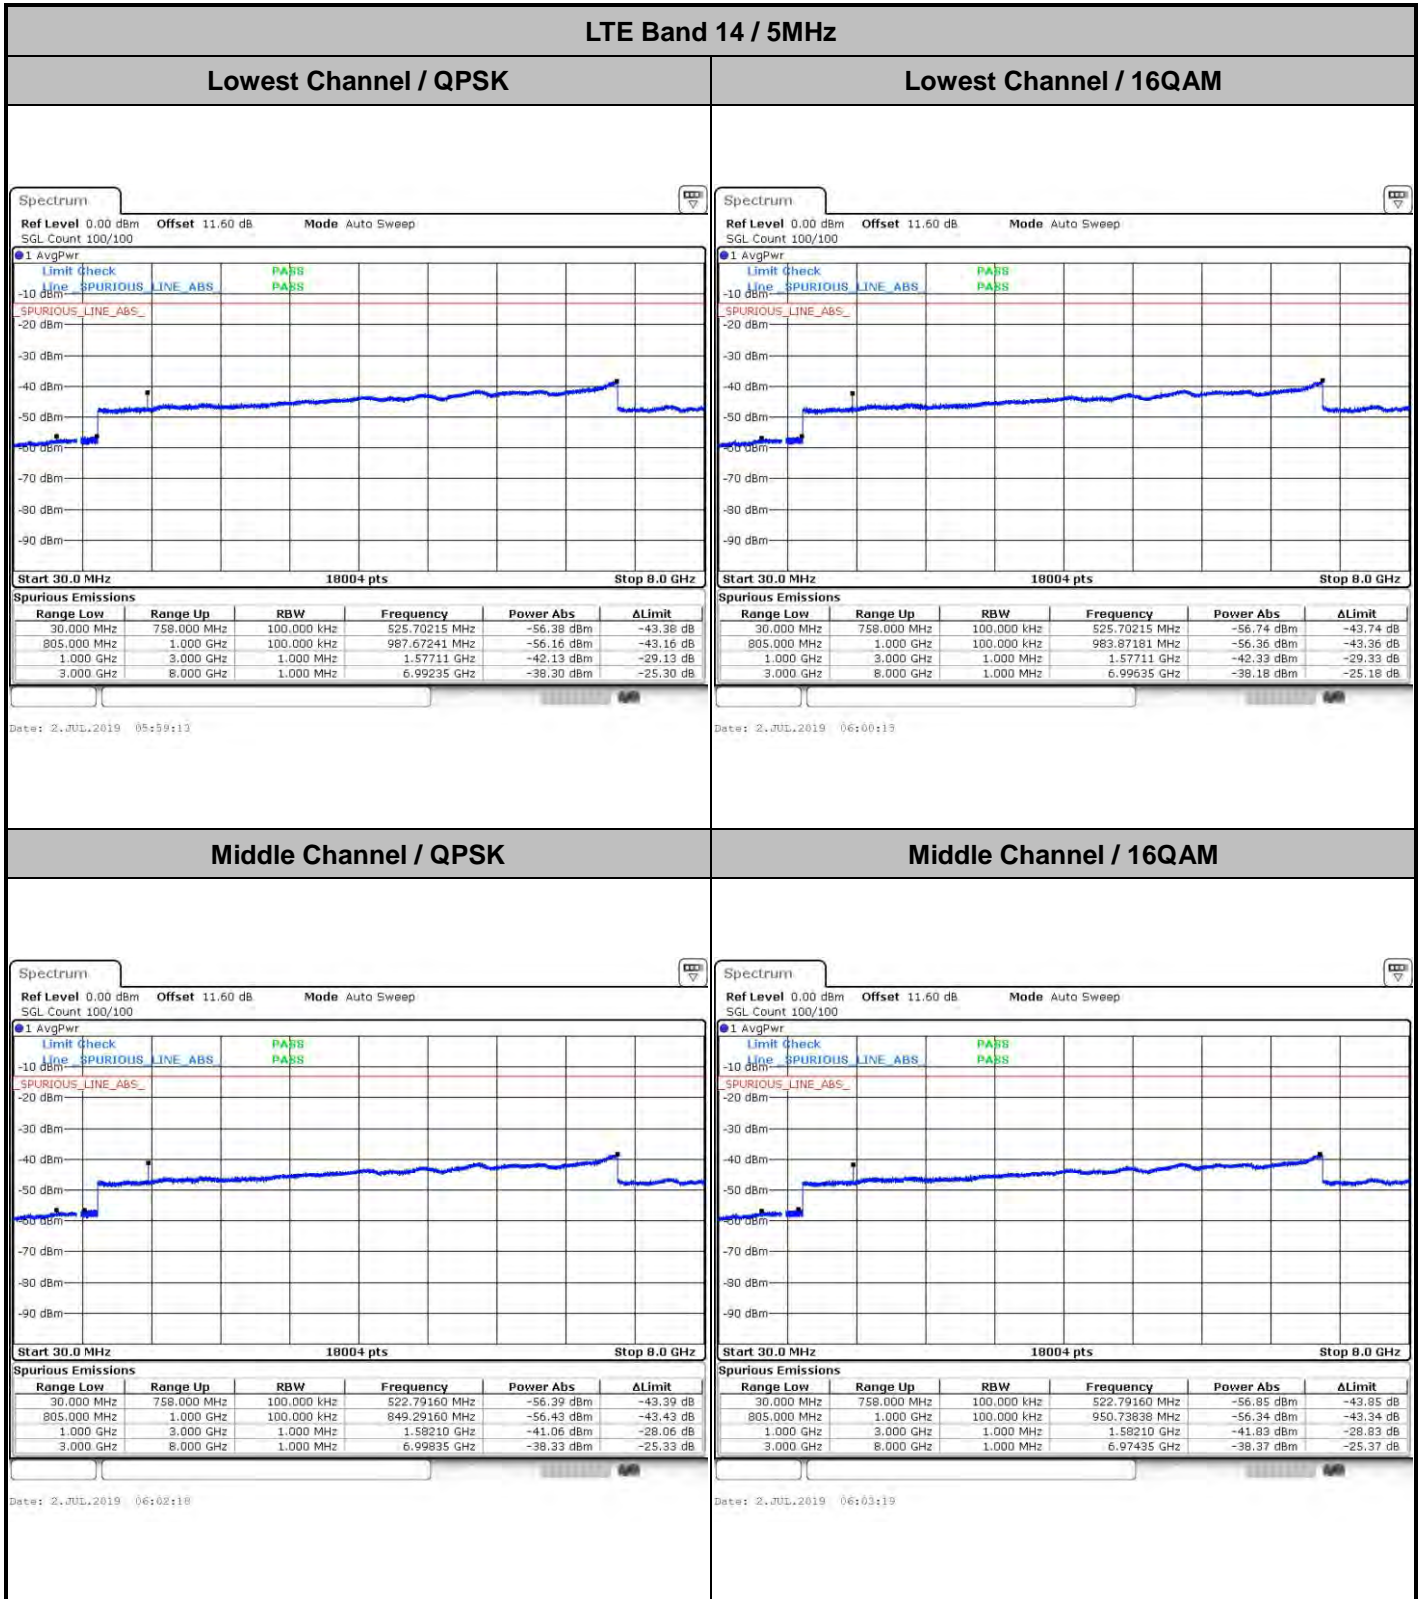 LTE Band 14 / 5MHz
Lowest Channel / QPSK
Lowest Channel / 16QAM
Spectrum
Ref Level 0.00 dBm Offset 11.60 dB Mode Auto Sweep
SGL Count 100/100
1 AvgPwr
Limit Check PASS
Line _SPURIOUS_LINE_ABS_ PASS
-10 dBm
_SPURIOUS_LINE_ABS_
-20 dBm
-30 dBm
-40 dBm
-50 dBm
-60 dBm
-70 dBm
-80 dBm
-90 dBm
Start 30.0 MHz 18004 pts Stop 8.0 GHz
Spurious Emissions
Range Low Range Up RBW Frequency Power Abs ΔLimit
30.000 MHz 758.000 MHz 100.000 kHz 525.70215 MHz -56.38 dBm -43.38 dB
805.000 MHz 1.000 GHz 100.000 kHz 987.67241 MHz -56.16 dBm -43.16 dB
1.000 GHz 3.000 GHz 1.000 MHz 1.57711 GHz -42.13 dBm -29.13 dB
3.000 GHz 8.000 GHz 1.000 MHz 6.99235 GHz -38.30 dBm -25.30 dB
Date: 2.JUL.2019 05:59:13
Spectrum
Ref Level 0.00 dBm Offset 11.60 dB Mode Auto Sweep
SGL Count 100/100
1 AvgPwr
Limit Check PASS
Line _SPURIOUS_LINE_ABS_ PASS
-10 dBm
_SPURIOUS_LINE_ABS_
-20 dBm
-30 dBm
-40 dBm
-50 dBm
-60 dBm
-70 dBm
-80 dBm
-90 dBm
Start 30.0 MHz 18004 pts Stop 8.0 GHz
Spurious Emissions
Range Low Range Up RBW Frequency Power Abs ΔLimit
30.000 MHz 758.000 MHz 100.000 kHz 525.70215 MHz -56.74 dBm -43.74 dB
805.000 MHz 1.000 GHz 100.000 kHz 983.87181 MHz -56.36 dBm -43.36 dB
1.000 GHz 3.000 GHz 1.000 MHz 1.57711 GHz -42.33 dBm -29.33 dB
3.000 GHz 8.000 GHz 1.000 MHz 6.99635 GHz -38.18 dBm -25.18 dB
Date: 2.JUL.2019
Middle Channel / QPSK
Middle Channel / 16QAM
Spectrum
Ref Level 0.00 dBm Offset 11.60 dB Mode Auto Sweep
SGL Count 100/100
1 AvgPwr
Limit Check PASS
Line _SPURIOUS_LINE_ABS_ PASS
-10 dBm
_SPURIOUS_LINE_ABS_
-20 dBm
-30 dBm
-40 dBm
-50 dBm
-60 dBm
-70 dBm
-80 dBm
-90 dBm
Start 30.0 MHz 18004 pts Stop 8.0 GHz
Spurious Emissions
Range Low Range Up RBW Frequency Power Abs ΔLimit
30.000 MHz 758.000 MHz 100.000 kHz 522.79160 MHz -56.39 dBm -43.39 dB
805.000 MHz 1.000 GHz 100.000 kHz 849.29160 MHz -56.43 dBm -43.43 dB
1.000 GHz 3.000 GHz 1.000 MHz 1.58210 GHz -41.06 dBm -28.06 dB
3.000 GHz 8.000 GHz 1.000 MHz 6.99835 GHz -38.33 dBm -25.33 dB
Date: 2.JUL.2019 06:02:18
Spectrum
Ref Level 0.00 dBm Offset 11.60 dB Mode Auto Sweep
SGL Count 100/100
1 AvgPwr
Limit Check PASS
Line _SPURIOUS_LINE_ABS_ PASS
-10 dBm
_SPURIOUS_LINE_ABS_
-20 dBm
-30 dBm
-40 dBm
-50 dBm
-60 dBm
-70 dBm
-80 dBm
-90 dBm
Start 30.0 MHz 18004 pts Stop 8.0 GHz
Spurious Emissions
Range Low Range Up RBW Frequency Power Abs ΔLimit
30.000 MHz 758.000 MHz 100.000 kHz 522.79160 MHz -56.85 dBm -43.85 dB
805.000 MHz 1.000 GHz 100.000 kHz 950.73838 MHz -56.34 dBm -43.34 dB
1.000 GHz 3.000 GHz 1.000 MHz 1.58210 GHz -41.83 dBm -28.83 dB
3.000 GHz 8.000 GHz 1.000 MHz 6.97435 GHz -38.37 dBm -25.37 dB
Date: 2.JUL.2019 06:03:19